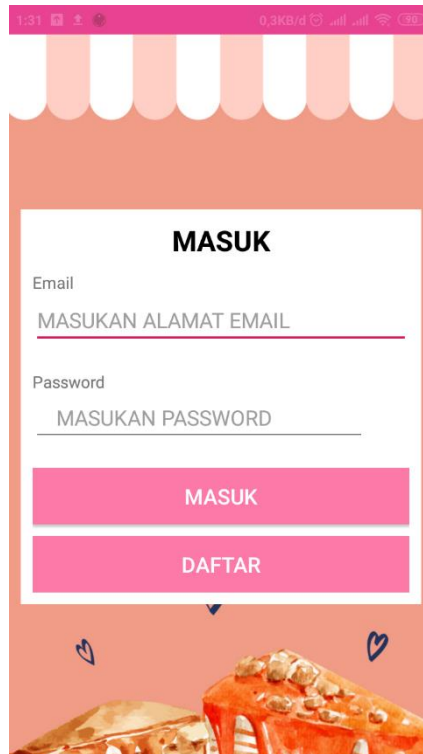 1:31 0,3KB/d 90
MASUK
Email
MASUKAN ALAMAT EMAIL
Password
MASUKAN PASSWORD
MASUK
DAFTAR